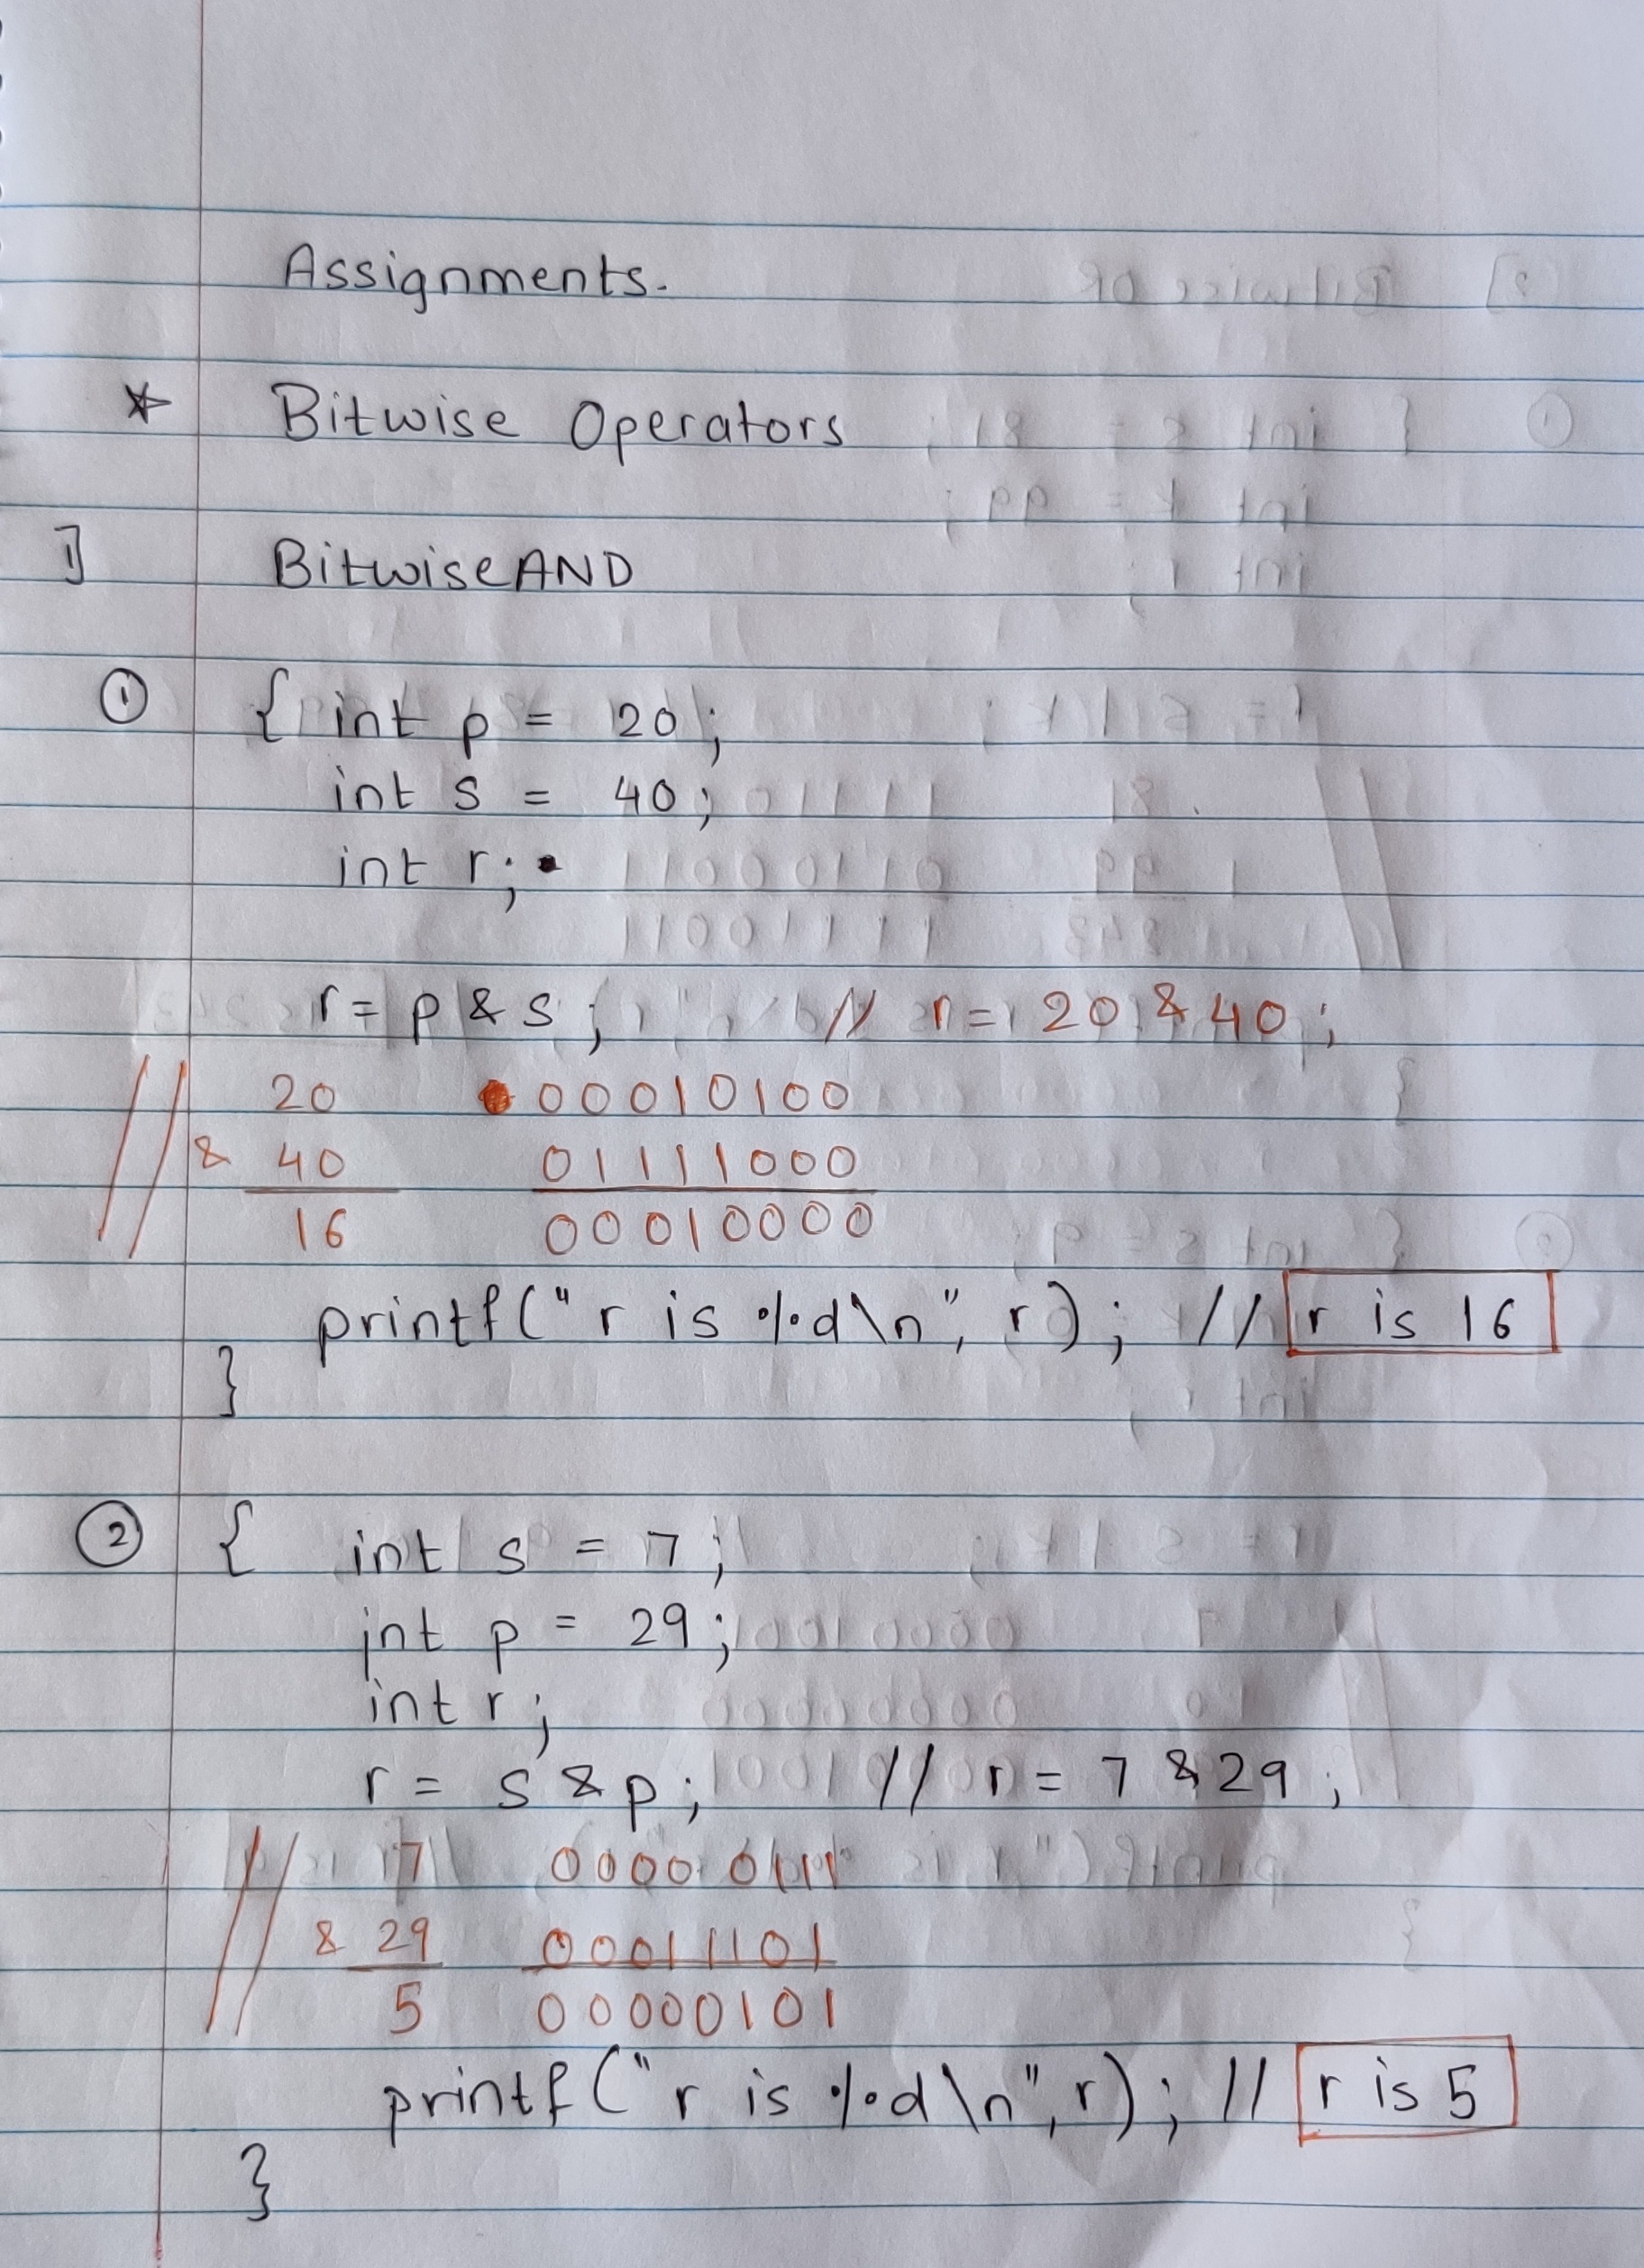 Assignments.
* Bitwise Operators
1] BitwiseAND
① { int p = 20;
int s = 40;
int r;
r = p & s; // r = 20 & 40;
// 20 00010100
& 40 01111000
16 00010000
printf("r is %d\n", r); // r is 16
}
② { int s = 7;
int p = 29;
int r;
r = s & p; // r = 7 & 29;
// 7 0000 0111
& 29 00011101
5 00000101
printf("r is %d\n", r); // r is 5
}